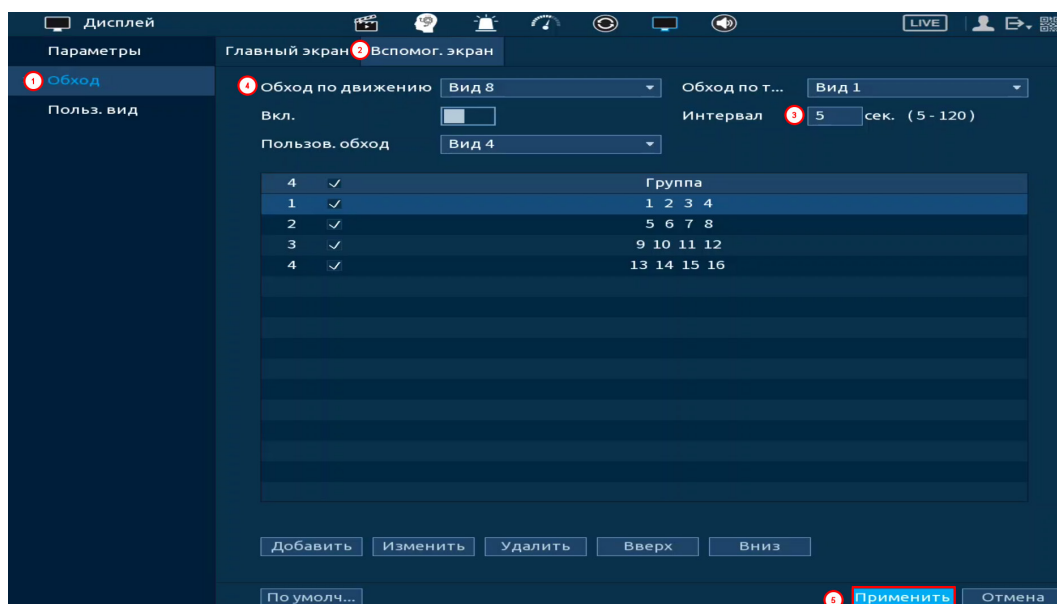 Дисплей LIVE
Параметры
1 Обход
Польз. вид
Главный экран 2 Вспомог. экран
4 Обход по движению Вид 8 Обход по т... Вид 1
Вкл. Интервал 3 5 сек. (5 - 120)
Пользов. обход Вид 4
4 Группа
1 1 2 3 4
2 5 6 7 8
3 9 10 11 12
4 13 14 15 16
Добавить Изменить Удалить Вверх Вниз
По умолч... 5 Применить Отмена